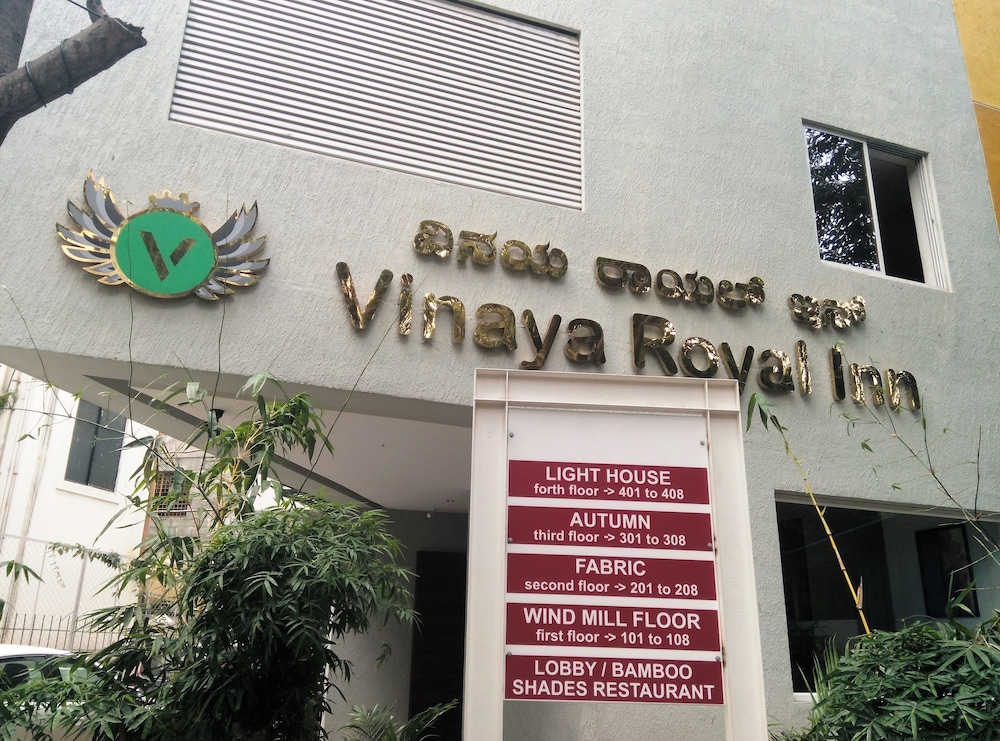 V
ವಿನಯ ರಾಯಲ್ ಇನ್
Vinaya Royal Inn
LIGHT HOUSE
forth floor -> 401 to 408
AUTUMN
third floor -> 301 to 308
FABRIC
second floor -> 201 to 208
WIND MILL FLOOR
first floor -> 101 to 108
LOBBY / BAMBOO
SHADES RESTAURANT